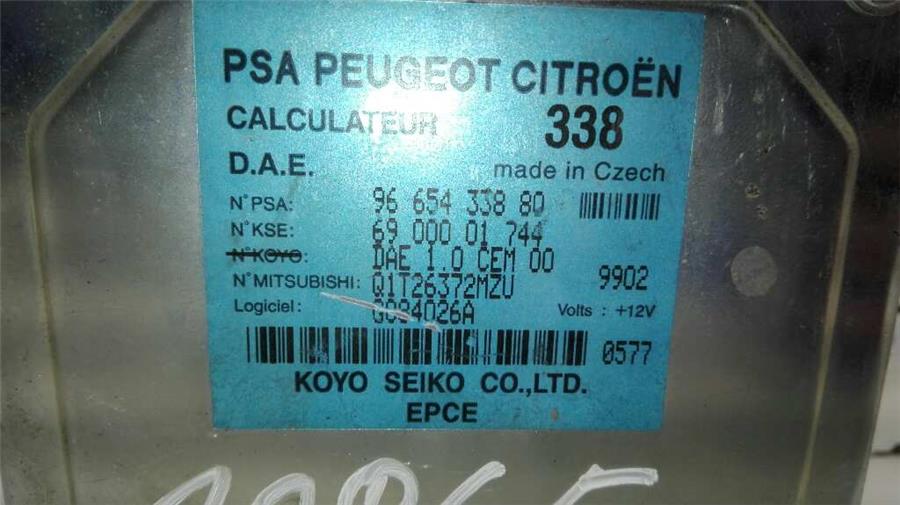 PSA PEUGEOT CITROËN
CALCULATEUR 338
D.A.E. made in Czech
N°PSA: 96 654 338 80
N°KSE: 69 000 01 744
N°KOYO: DAE 1.0 CEM 00
N°MITSUBISHI: Q1T26372MZU 9902
Logiciel: G084026A Volts : +12V
0577
KOYO SEIKO CO.,LTD.
EPCE